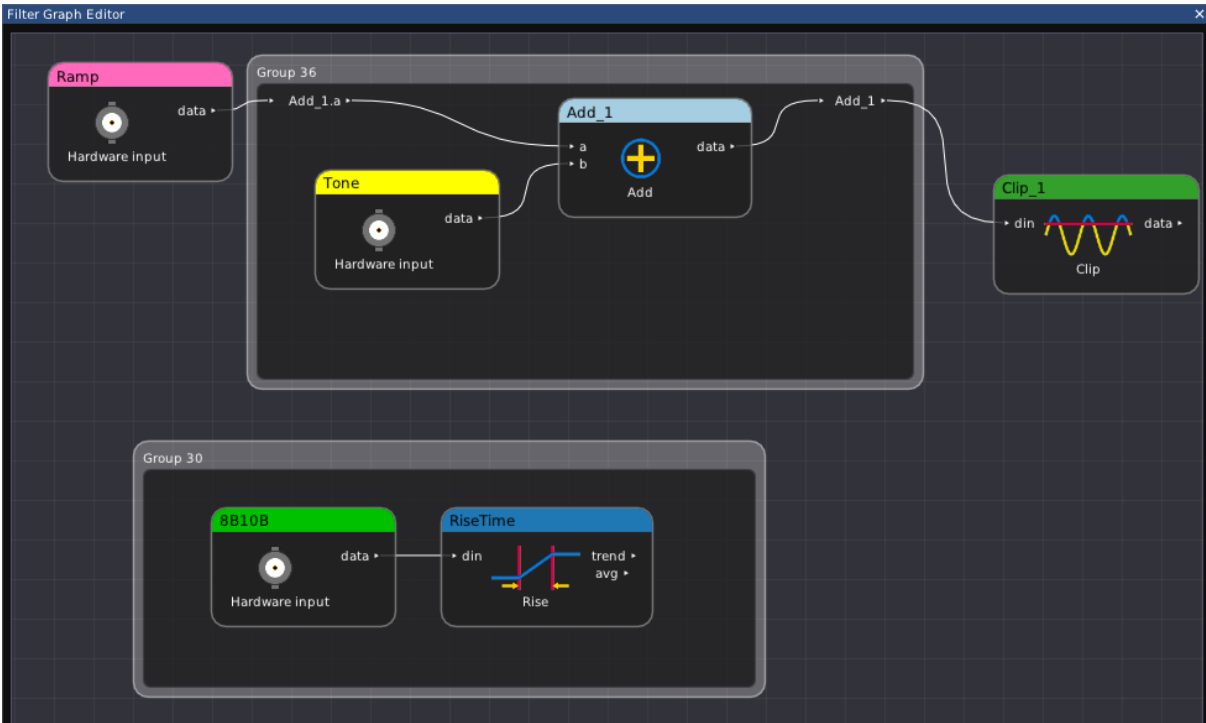 Filter Graph Editor
Ramp
data
Hardware input
Group 36
Add_1.a
Add_1
a
b
data
Add
Tone
data
Hardware input
Add_1
Clip_1
din
data
Clip
Group 30
8B10B
data
Hardware input
RiseTime
din
trend
avg
Rise